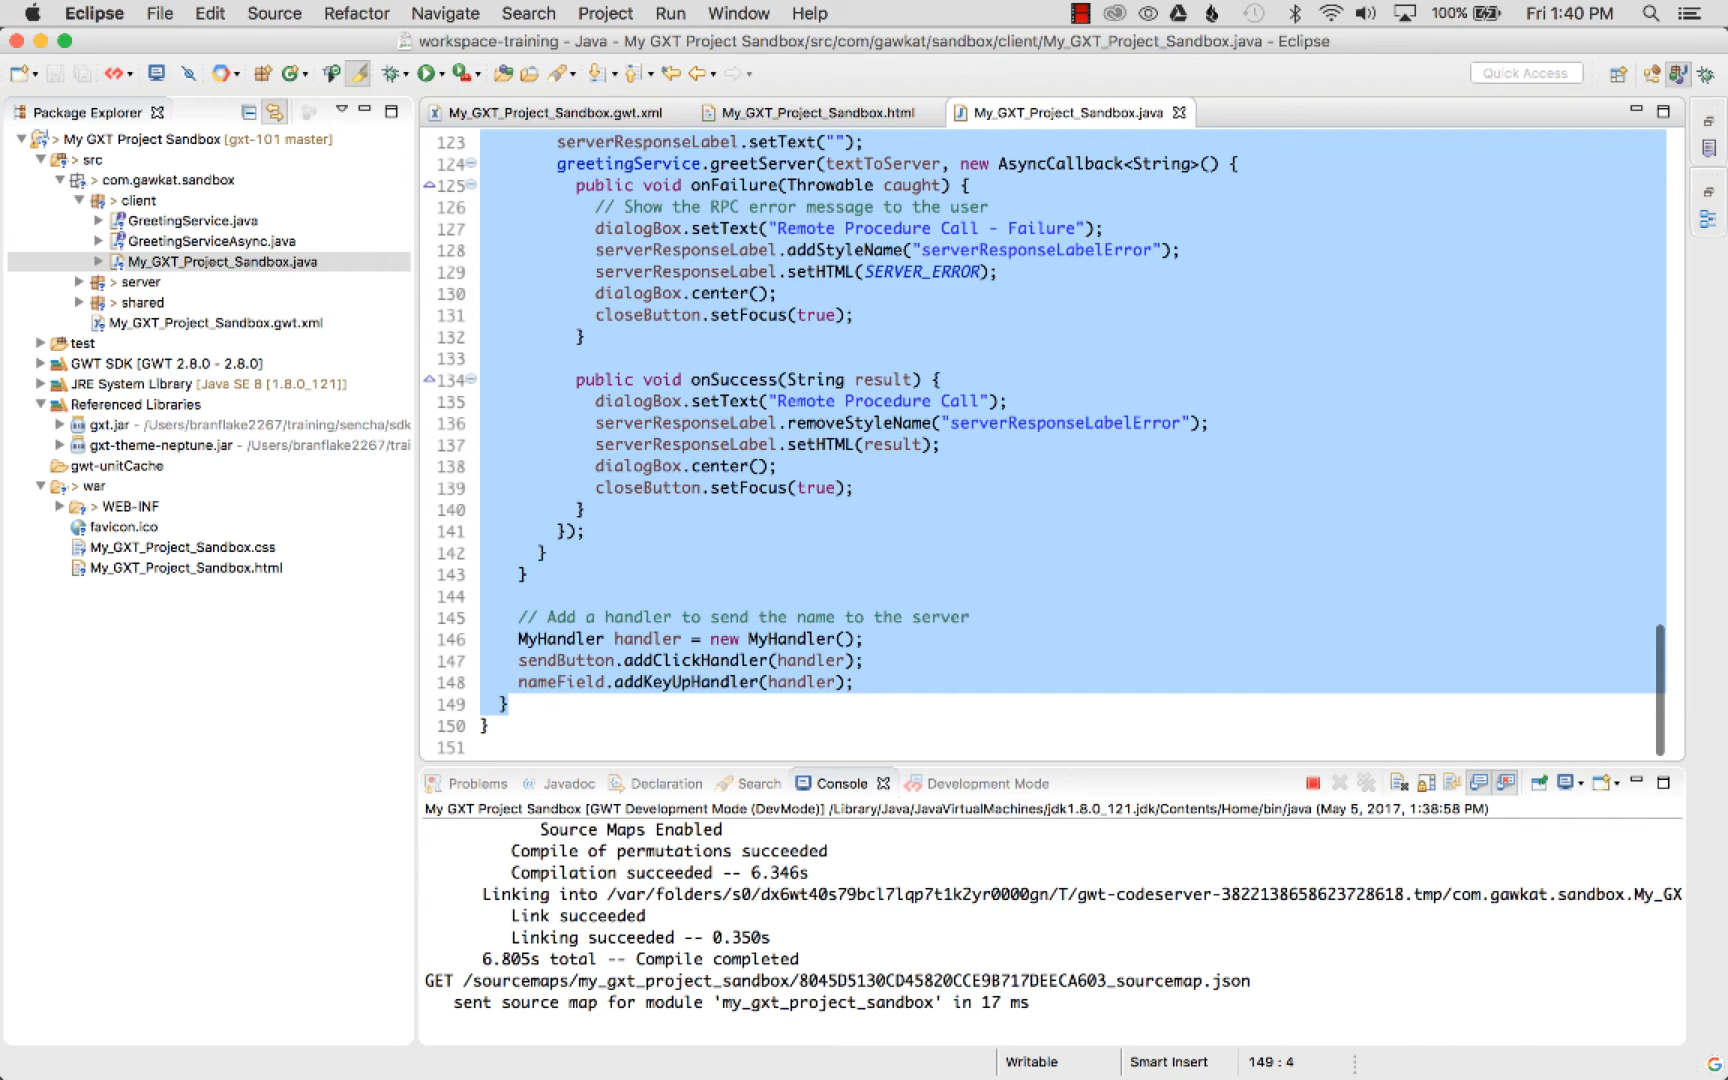 Eclipse File Edit Source Refactor Navigate Search Project Run Window Help 100% Fri 1:40 PM
workspace-training - Java - My GXT Project Sandbox/src/com/gawkat/sandbox/client/My_GXT_Project_Sandbox.java - Eclipse
Quick Access
Package Explorer
My GXT Project Sandbox [gxt-101 master]
> src
> com.gawkat.sandbox
> client
GreetingService.java
GreetingServiceAsync.java
My_GXT_Project_Sandbox.java
> server
> shared
My_GXT_Project_Sandbox.gwt.xml
test
GWT SDK [GWT 2.8.0 - 2.8.0]
JRE System Library [Java SE 8 [1.8.0_121]]
Referenced Libraries
gxt.jar - /Users/branflake2267/training/sencha/sdk
gxt-theme-neptune.jar - /Users/branflake2267/trai
gwt-unitCache
> war
> WEB-INF
favicon.ico
My_GXT_Project_Sandbox.css
My_GXT_Project_Sandbox.html
My_GXT_Project_Sandbox.gwt.xml My_GXT_Project_Sandbox.html My_GXT_Project_Sandbox.java
123 serverResponseLabel.setText("");
124 greetingService.greetServer(textToServer, new AsyncCallback<String>() {
125 public void onFailure(Throwable caught) {
126 // Show the RPC error message to the user
127 dialogBox.setText("Remote Procedure Call - Failure");
128 serverResponseLabel.addStyleName("serverResponseLabelError");
129 serverResponseLabel.setHTML(SERVER_ERROR);
130 dialogBox.center();
131 closeButton.setFocus(true);
132 }
133
134 public void onSuccess(String result) {
135 dialogBox.setText("Remote Procedure Call");
136 serverResponseLabel.removeStyleName("serverResponseLabelError");
137 serverResponseLabel.setHTML(result);
138 dialogBox.center();
139 closeButton.setFocus(true);
140 }
141 });
142 }
143 }
144
145 // Add a handler to send the name to the server
146 MyHandler handler = new MyHandler();
147 sendButton.addClickHandler(handler);
148 nameField.addKeyUpHandler(handler);
149 }
150 }
151
Problems Javadoc Declaration Search Console Development Mode
My GXT Project Sandbox [GWT Development Mode (DevMode)] /Library/Java/JavaVirtualMachines/jdk1.8.0_121.jdk/Contents/Home/bin/java (May 5, 2017, 1:38:58 PM)
Source Maps Enabled
Compile of permutations succeeded
Compilation succeeded -- 6.346s
Linking into /var/folders/s0/dx6wt40s79bcl7lqp7t1k2yr0000gn/T/gwt-codeserver-3822138658623728618.tmp/com.gawkat.sandbox.My_GX
Link succeeded
Linking succeeded -- 0.350s
6.805s total -- Compile completed
GET /sourcemaps/my_gxt_project_sandbox/8045D5130CD45820CCE9B717DEECA603_sourcemap.json
sent source map for module 'my_gxt_project_sandbox' in 17 ms
Writable Smart Insert 149 : 4